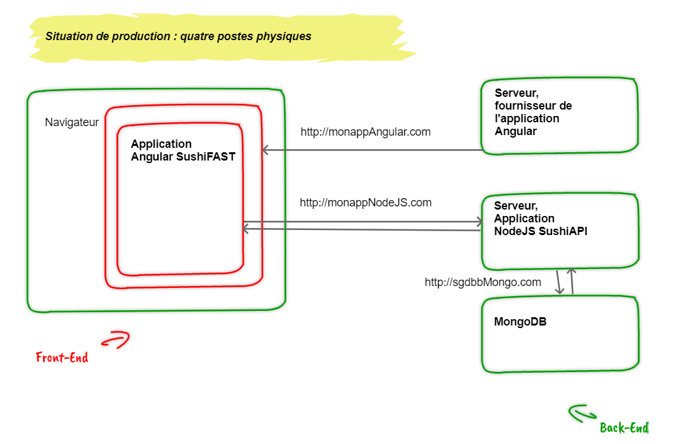 Situation de production : quatre postes physiques
Navigateur
Application
Angular SushiFAST
http://monappAngular.com
Serveur,
fournisseur de
l'application
Angular
http://monappNodeJS.com
Serveur,
Application
NodeJS SushiAPI
http://sgdbbMongo.com
MongoDB
Front-End
Back-End